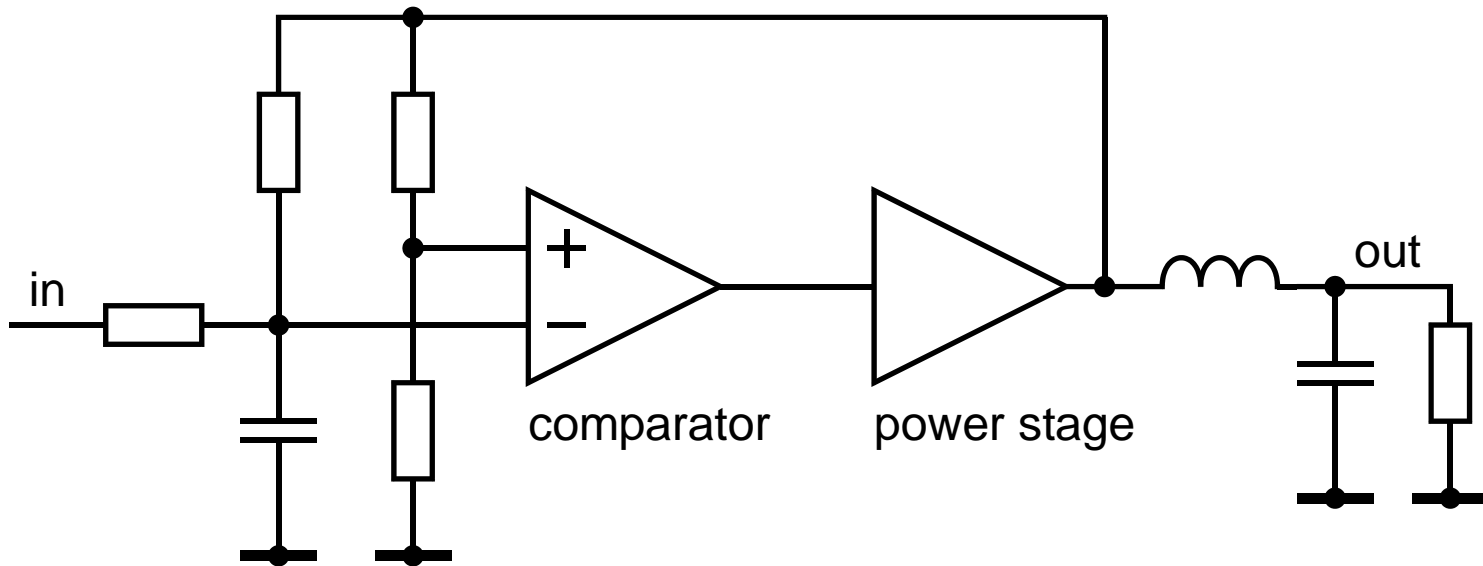 in
+
−
comparator
power stage
out